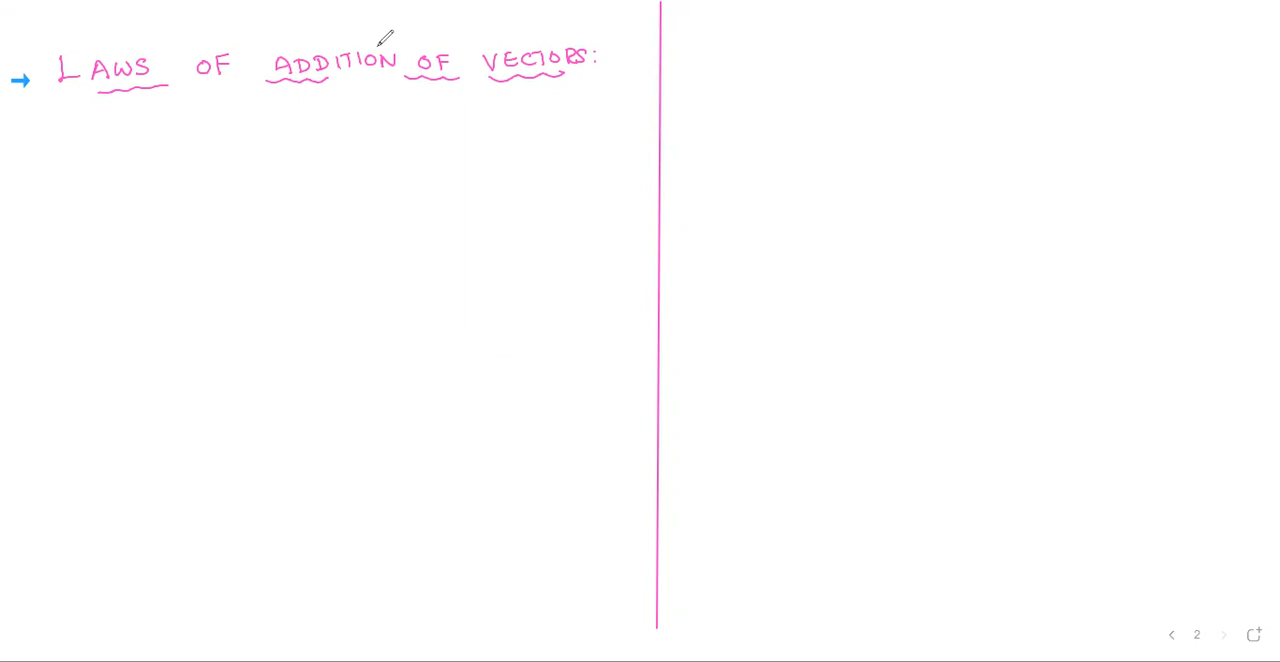 → LAWS OF ADDITION OF VECTORS:
< 2 >